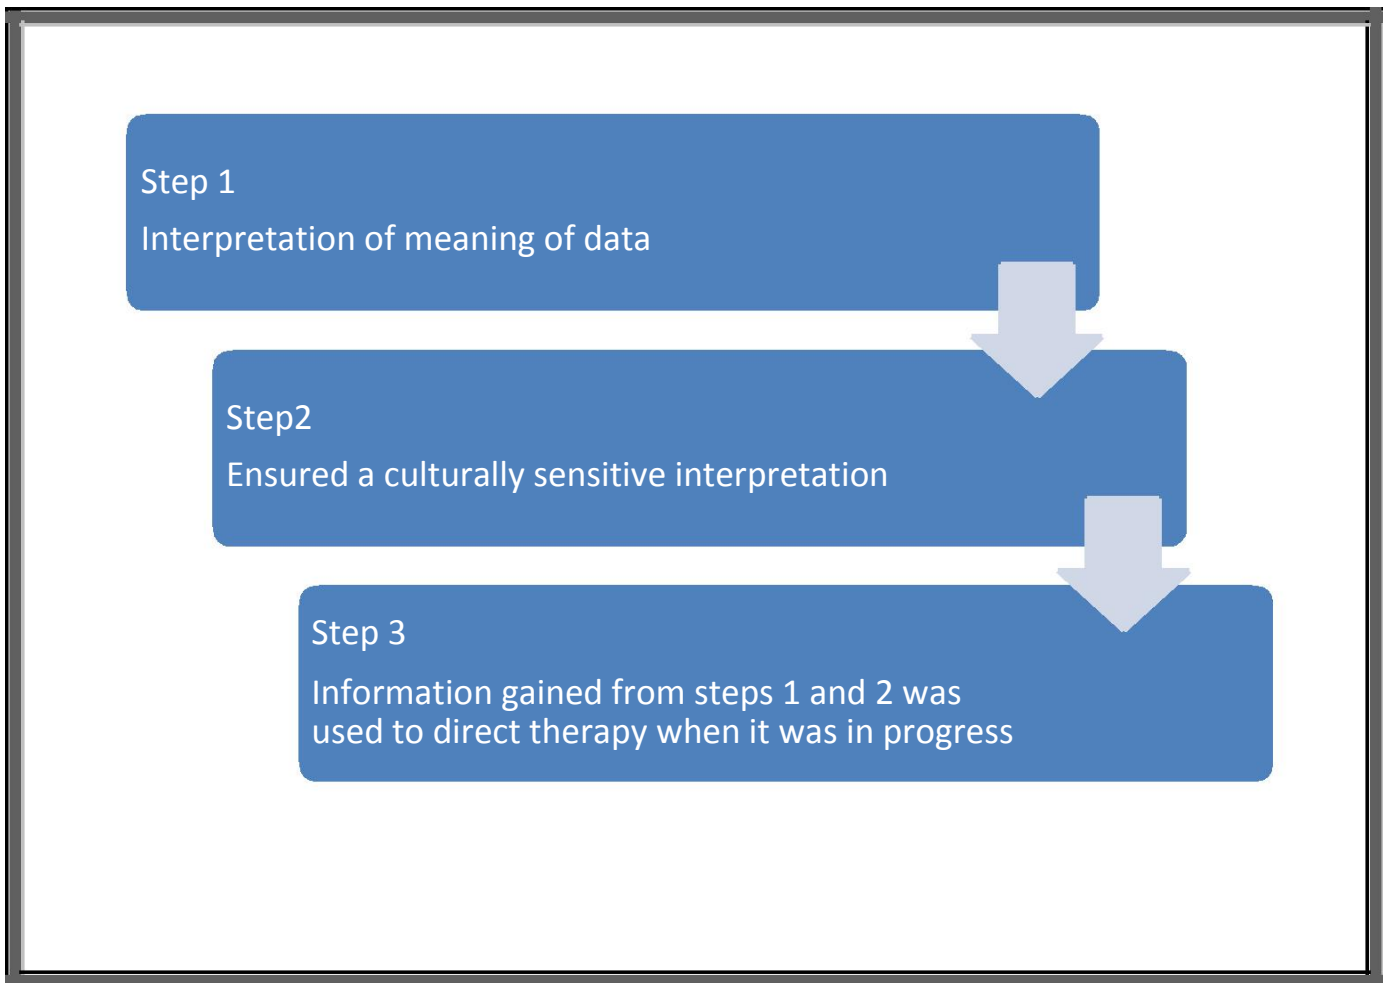 Step 1
Interpretation of meaning of data
Step2
Ensured a culturally sensitive interpretation
Step 3
Information gained from steps 1 and 2 was
used to direct therapy when it was in progress